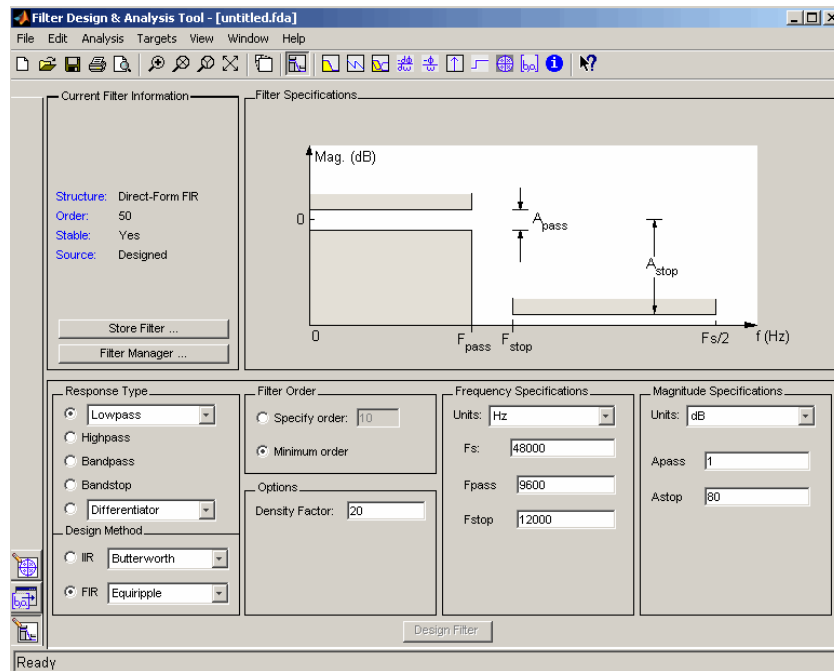 Filter Design & Analysis Tool - [untitled.fda]
File Edit Analysis Targets View Window Help
Current Filter Information
Structure: Direct-Form FIR
Order: 50
Stable: Yes
Source: Designed
Store Filter ...
Filter Manager ...
Filter Specifications
Mag. (dB)
0
Apass
Astop
0
Fpass
Fstop
Fs/2
f (Hz)
Response Type
Lowpass
Highpass
Bandpass
Bandstop
Differentiator
Design Method
IIR Butterworth
FIR Equiripple
Filter Order
Specify order: 10
Minimum order
Options
Density Factor: 20
Frequency Specifications
Units: Hz
Fs: 48000
Fpass 9600
Fstop 12000
Magnitude Specifications
Units: dB
Apass 1
Astop 80
Design Filter
Ready